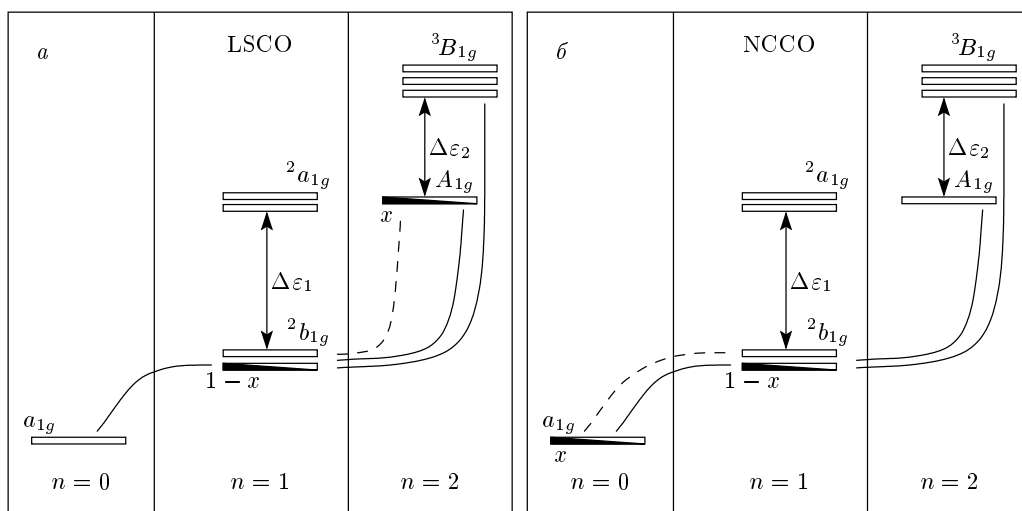 а
LSCO
³B₁g
Δε₂
²a₁g
A₁g
x
Δε₁
²b₁g
1 − x
a₁g
n = 0
n = 1
n = 2
б
NCCO
³B₁g
Δε₂
²a₁g
A₁g
Δε₁
²b₁g
1 − x
a₁g
x
n = 0
n = 1
n = 2